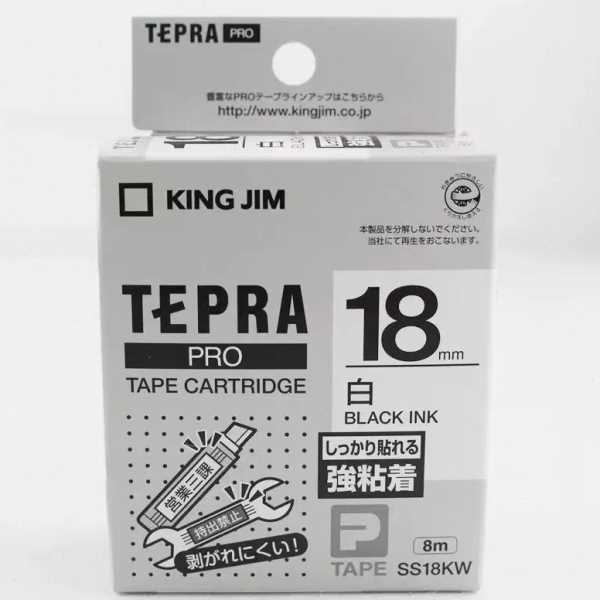 TEPRA PRO
豊富なPROテープラインアップはこちらから
http://www.kingjim.co.jp
18 白
KING JIM
本製品を分解しないでください。
当社にて再生をおこないます。
TEPRA
PRO
TAPE CARTRIDGE
18mm
白
BLACK INK
しっかり貼れる
強粘着
営業三課
持出禁止
剥がれにくい!
P
TAPE
8m
SS18KW